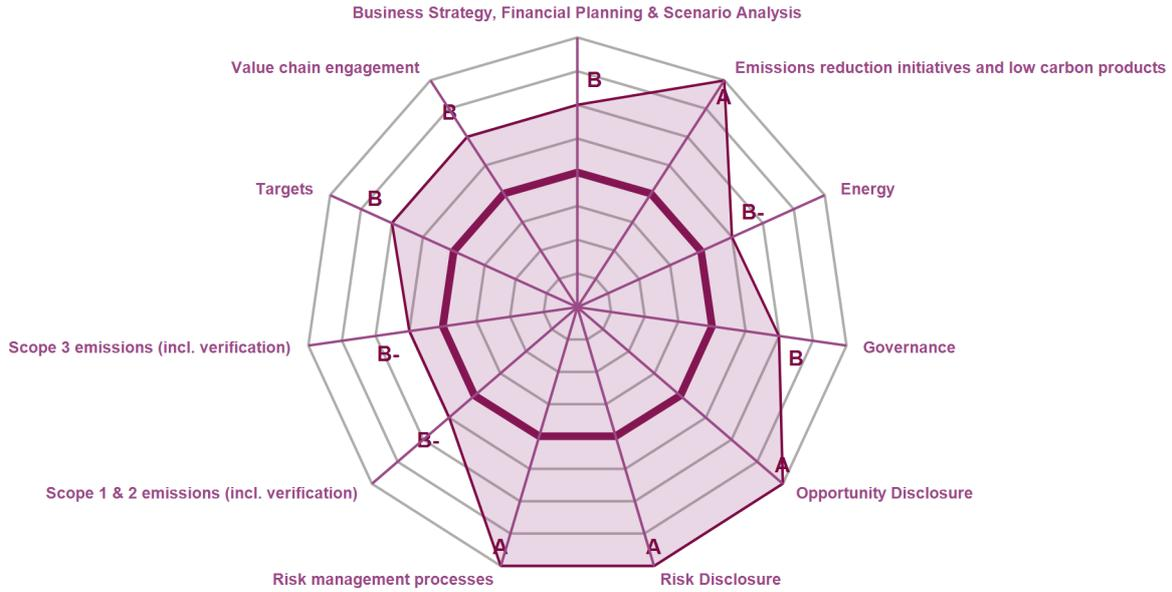 Business Strategy, Financial Planning & Scenario Analysis
Value chain engagement
Emissions reduction initiatives and low carbon products
B
A
B
Targets
B
B-
Energy
Scope 3 emissions (incl. verification)
B-
B
Governance
B-
A
Scope 1 & 2 emissions (incl. verification)
Opportunity Disclosure
A
A
Risk management processes
Risk Disclosure